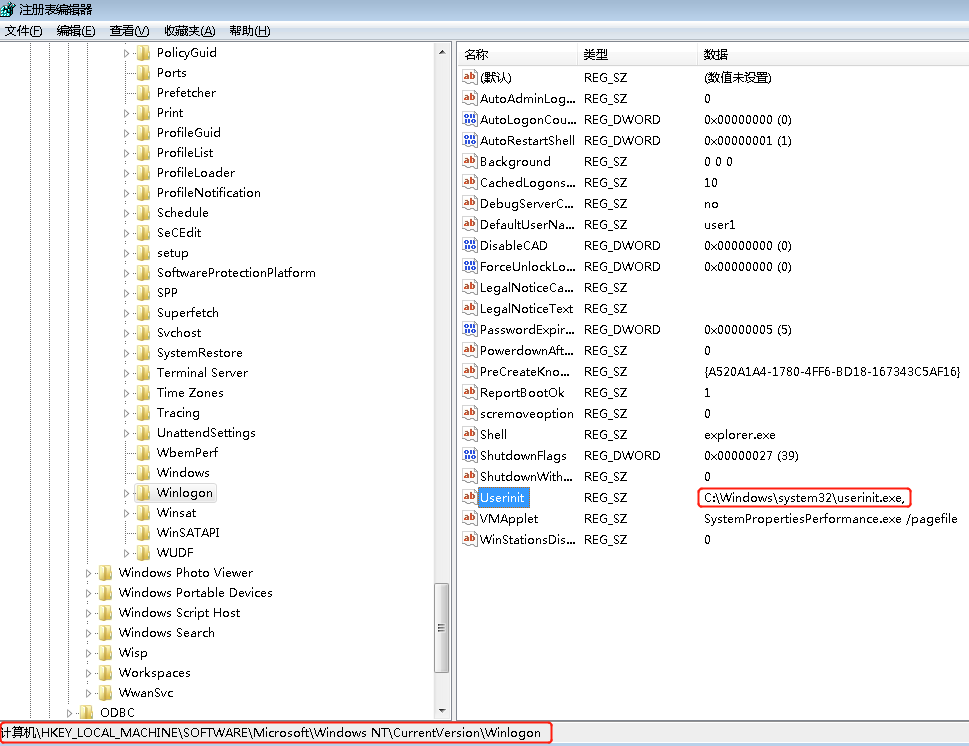 注册表编辑器
文件(F) 编辑(E) 查看(V) 收藏夹(A) 帮助(H)
PolicyGuid
Ports
Prefetcher
Print
ProfileGuid
ProfileList
ProfileLoader
ProfileNotification
Schedule
SeCEdit
setup
SoftwareProtectionPlatform
SPP
Superfetch
Svchost
SystemRestore
Terminal Server
Time Zones
Tracing
UnattendSettings
WbemPerf
Windows
Winlogon
Winsat
WinSATAPI
WUDF
Windows Photo Viewer
Windows Portable Devices
Windows Script Host
Windows Search
Wisp
Workspaces
WwanSvc
ODBC
名称 类型 数据
(默认) REG_SZ (数值未设置)
AutoAdminLog... REG_SZ 0
AutoLogonCou... REG_DWORD 0x00000000 (0)
AutoRestartShell REG_DWORD 0x00000001 (1)
Background REG_SZ 0 0 0
CachedLogons... REG_SZ 10
DebugServerC... REG_SZ no
DefaultUserNa... REG_SZ user1
DisableCAD REG_DWORD 0x00000000 (0)
ForceUnlockLo... REG_DWORD 0x00000000 (0)
LegalNoticeCa... REG_SZ
LegalNoticeText REG_SZ
PasswordExpir... REG_DWORD 0x00000005 (5)
PowerdownAft... REG_SZ 0
PreCreateKno... REG_SZ {A520A1A4-1780-4FF6-BD18-167343C5AF16}
ReportBootOk REG_SZ 1
scremoveoption REG_SZ 0
Shell REG_SZ explorer.exe
ShutdownFlags REG_DWORD 0x00000027 (39)
ShutdownWith... REG_SZ 0
Userinit REG_SZ C:\Windows\system32\userinit.exe,
VMApplet REG_SZ SystemPropertiesPerformance.exe /pagefile
WinStationsDis... REG_SZ 0
计算机\HKEY_LOCAL_MACHINE\SOFTWARE\Microsoft\Windows NT\CurrentVersion\Winlogon